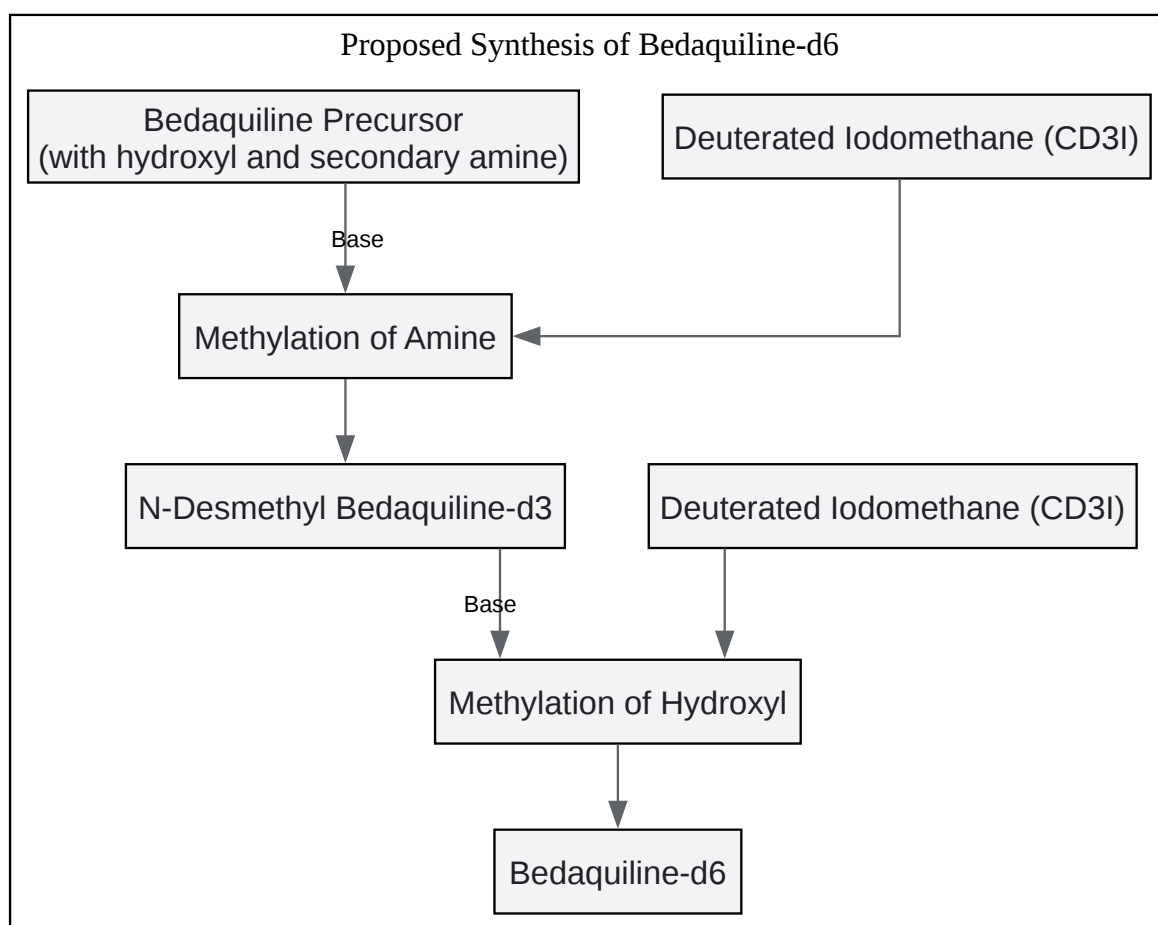 Proposed Synthesis of Bedaquiline-d6
Bedaquiline Precursor
(with hydroxyl and secondary amine)
Deuterated Iodomethane (CD3I)
Base
Methylation of Amine
N-Desmethyl Bedaquiline-d3
Deuterated Iodomethane (CD3I)
Base
Methylation of Hydroxyl
Bedaquiline-d6